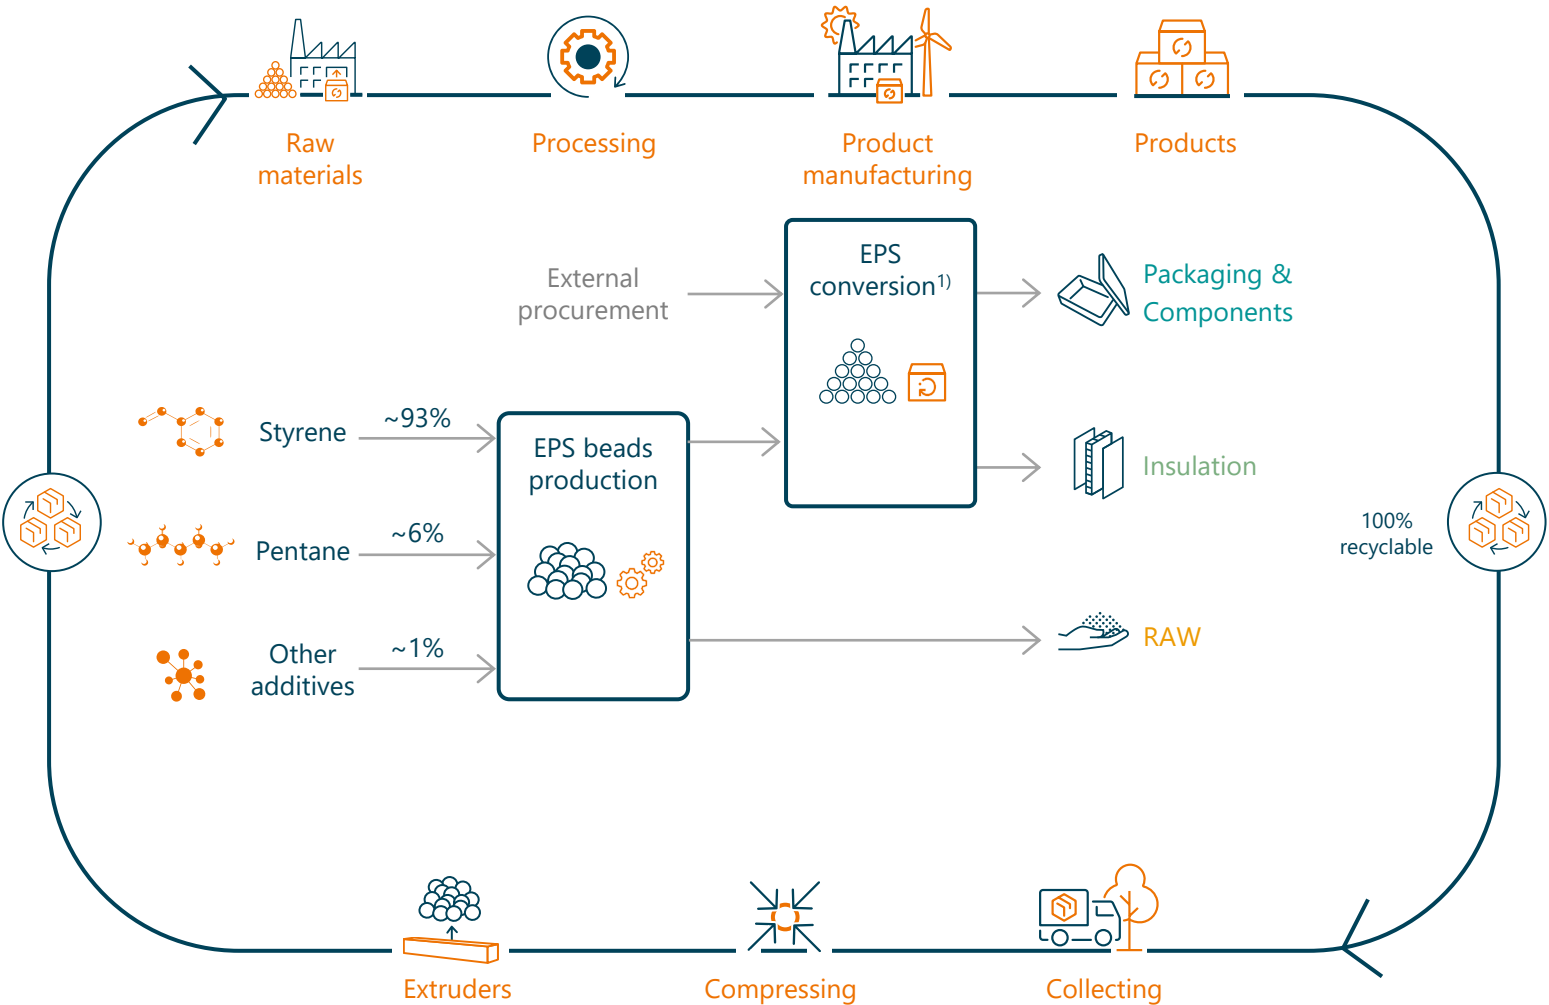 Raw
materials
Processing
Product
manufacturing
Products
External
procurement
EPS
conversion¹⁾
Packaging &
Components
Styrene
~93%
EPS beads
production
Insulation
Pentane
~6%
100%
recyclable
Other
additives
~1%
RAW
Extruders
Compressing
Collecting